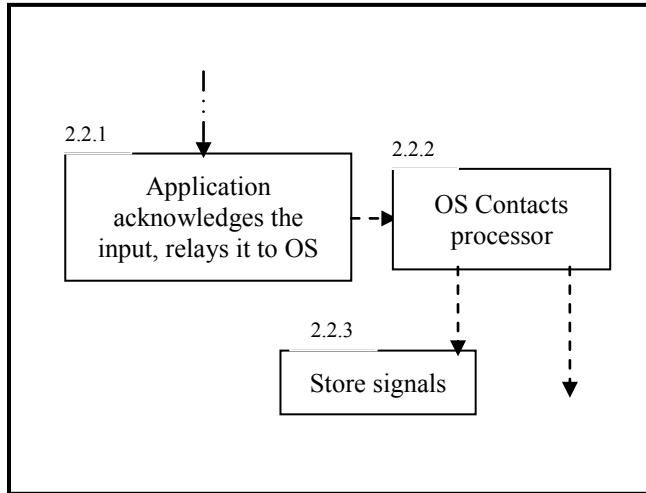 2.2.1
Application
acknowledges the
input, relays it to OS
2.2.2
OS Contacts
processor
2.2.3
Store signals